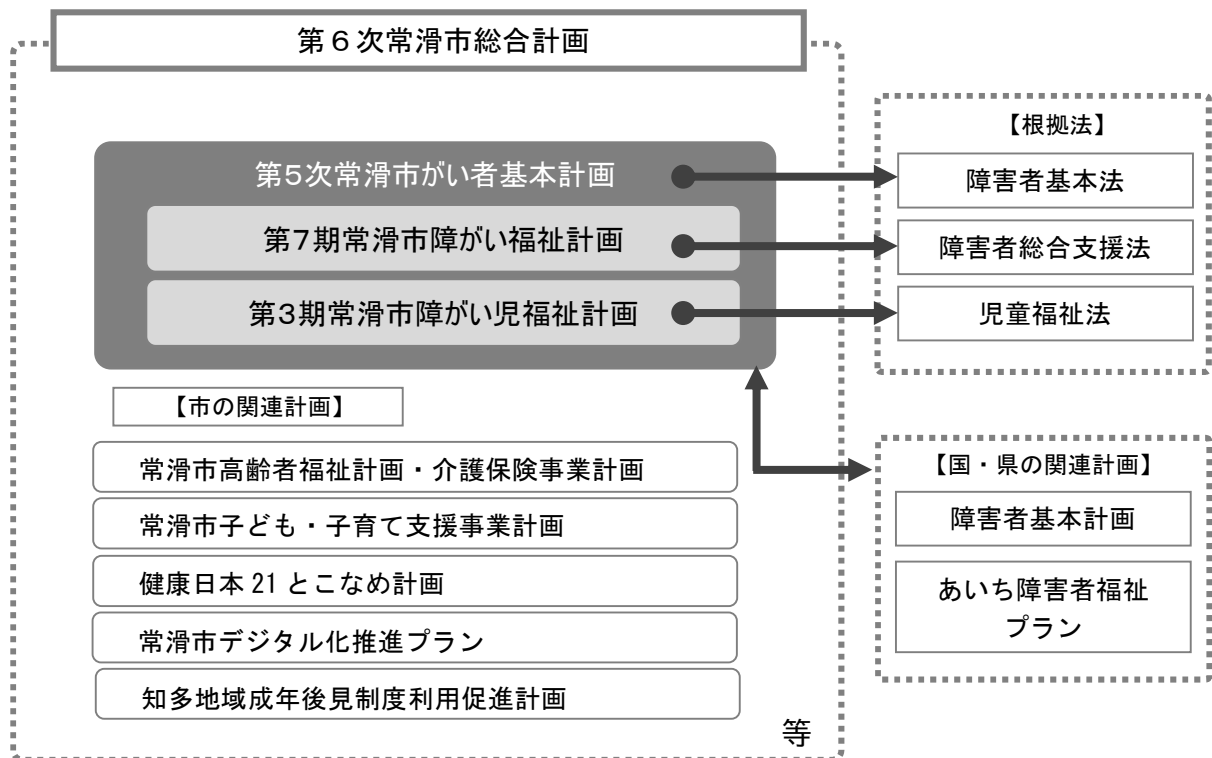 第６次常滑市総合計画
第5次常滑市がい者基本計画
第7期常滑市障がい福祉計画
第3期常滑市障がい児福祉計画
【市の関連計画】
常滑市高齢者福祉計画・介護保険事業計画
常滑市子ども・子育て支援事業計画
健康日本 21 とこなめ計画
常滑市デジタル化推進プラン
知多地域成年後見制度利用促進計画
等
【根拠法】
障害者基本法
障害者総合支援法
児童福祉法
【国・県の関連計画】
障害者基本計画
あいち障害者福祉
プラン